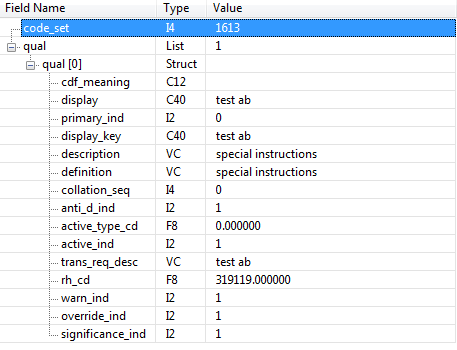 Field Name Type Value
code_set I4 1613
qual List 1
qual [0] Struct
cdf_meaning C12
display C40 test ab
primary_ind I2 0
display_key C40 test ab
description VC special instructions
definition VC special instructions
collation_seq I4 0
anti_d_ind I2 1
active_type_cd F8 0.000000
active_ind I2 1
trans_req_desc VC test ab
rh_cd F8 319119.000000
warn_ind I2 1
override_ind I2 1
significance_ind I2 1